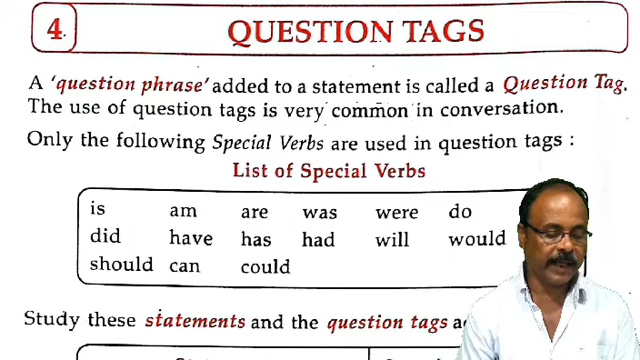 4. QUESTION TAGS
A 'question phrase' added to a statement is called a Question Tag.
The use of question tags is very common in conversation.
Only the following Special Verbs are used in question tags :
List of Special Verbs
is am are was were do
did have has had will would
should can could
Study these statements and the question tags